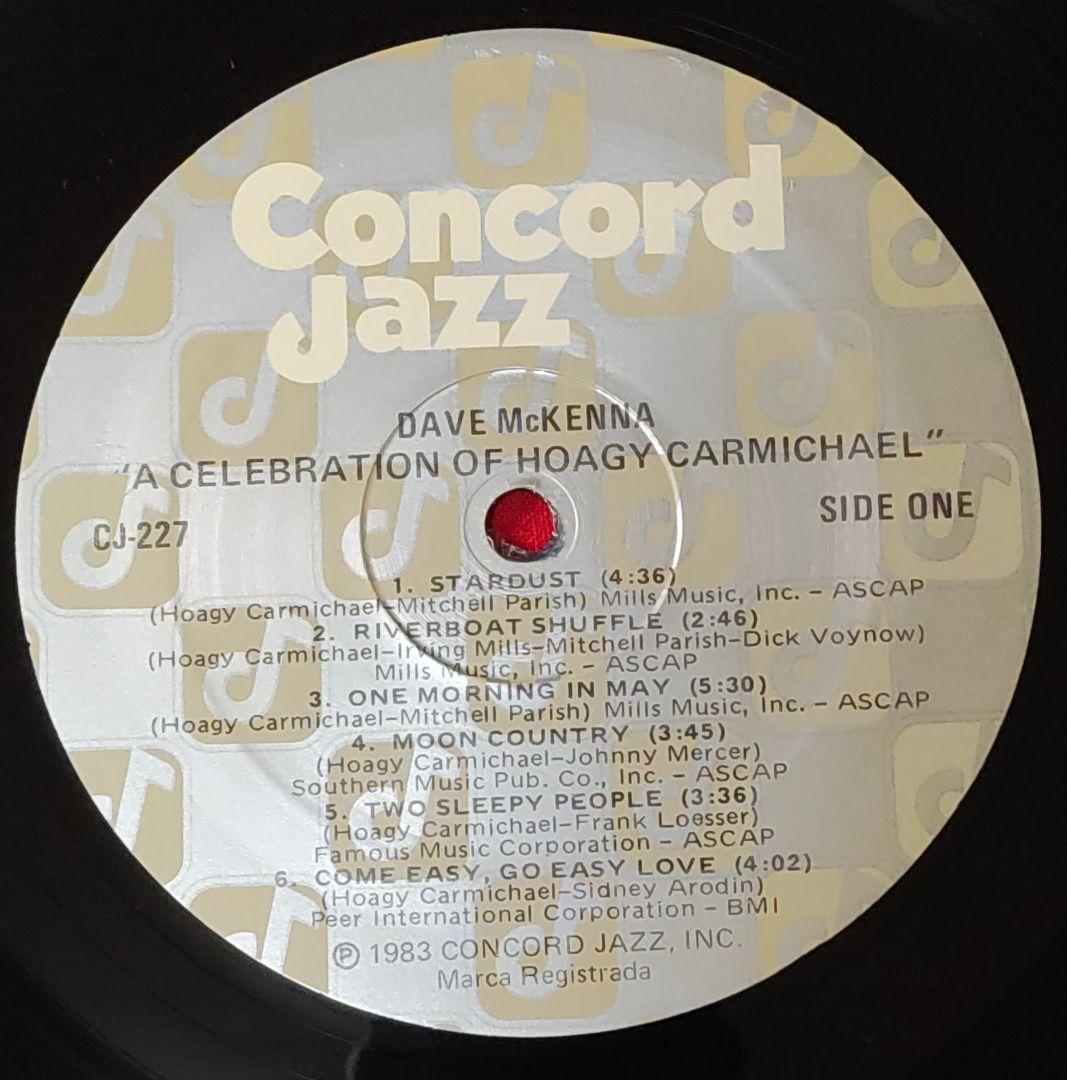 Concord
Jazz
DAVE McKENNA
"A CELEBRATION OF HOAGY CARMICHAEL"
CJ-227
SIDE ONE
1. STARDUST (4:36)
(Hoagy Carmichael–Mitchell Parish) Mills Music, Inc. – ASCAP
2. RIVERBOAT SHUFFLE (2:46)
(Hoagy Carmichael–Irving Mills–Mitchell Parish–Dick Voynow)
Mills Music, Inc. – ASCAP
3. ONE MORNING IN MAY (5:30)
(Hoagy Carmichael–Mitchell Parish) Mills Music, Inc. – ASCAP
4. MOON COUNTRY (3:45)
(Hoagy Carmichael–Johnny Mercer)
Southern Music Pub. Co., Inc. – ASCAP
5. TWO SLEEPY PEOPLE (3:36)
(Hoagy Carmichael–Frank Loesser)
Famous Music Corporation – ASCAP
6. COME EASY, GO EASY LOVE (4:02)
(Hoagy Carmichael–Sidney Arodin)
Peer International Corporation – BMI
℗ 1983 CONCORD JAZZ, INC.
Marca Registrada